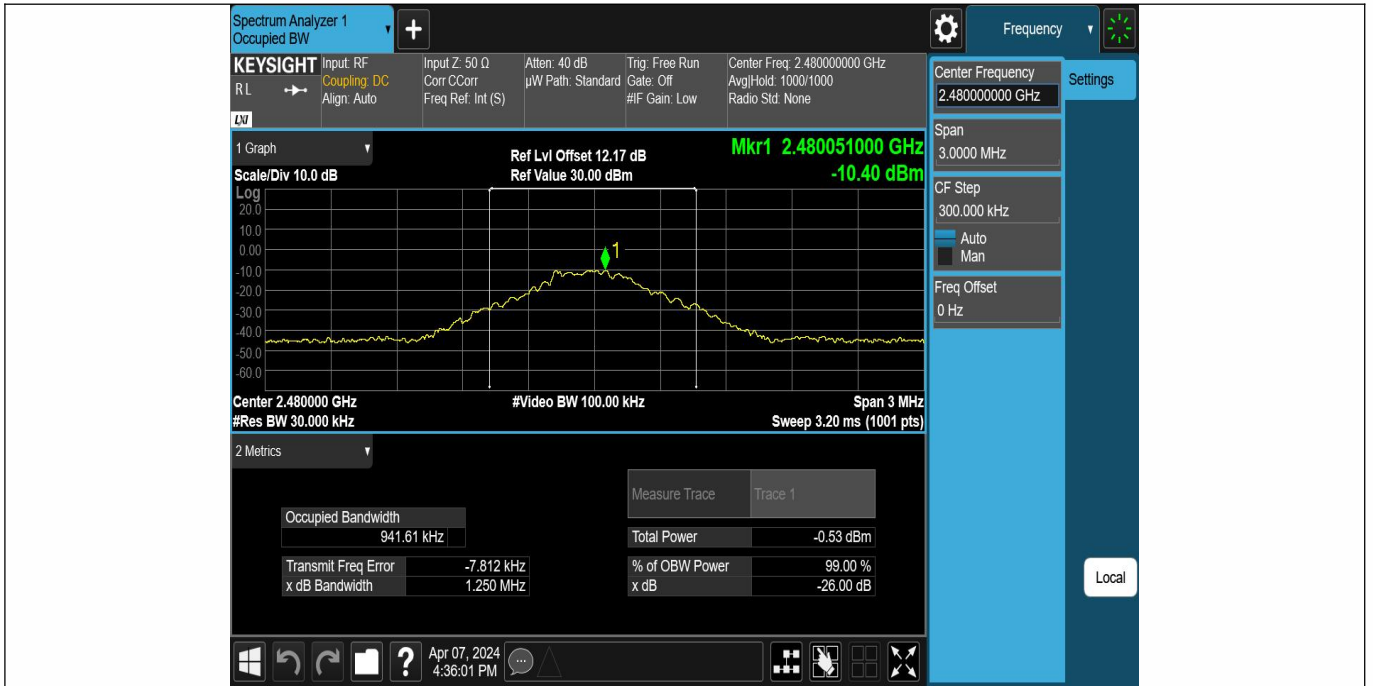 Spectrum Analyzer 1
Occupied BW
+
Frequency
KEYSIGHT
RL
LXI
Input: RF
Coupling: DC
Align: Auto
Input Z: 50 Ω
Corr CCorr
Freq Ref: Int (S)
Atten: 40 dB
µW Path: Standard
Trig: Free Run
Gate: Off
#IF Gain: Low
Center Freq: 2.480000000 GHz
Avg|Hold: 1000/1000
Radio Std: None
Center Frequency
2.480000000 GHz
Settings
Span
3.0000 MHz
CF Step
300.000 kHz
Auto
Man
Freq Offset
0 Hz
Local
1 Graph
Scale/Div 10.0 dB
Ref Lvl Offset 12.17 dB
Ref Value 30.00 dBm
Mkr1 2.480051000 GHz
-10.40 dBm
Log
20.0
10.0
0.00
-10.0
-20.0
-30.0
-40.0
-50.0
-60.0
1
Center 2.480000 GHz
#Res BW 30.000 kHz
#Video BW 100.00 kHz
Span 3 MHz
Sweep 3.20 ms (1001 pts)
2 Metrics
Measure Trace Trace 1
Occupied Bandwidth
941.61 kHz
Total Power -0.53 dBm
Transmit Freq Error -7.812 kHz
% of OBW Power 99.00 %
x dB Bandwidth 1.250 MHz
x dB -26.00 dB
?
Apr 07, 2024
4:36:01 PM